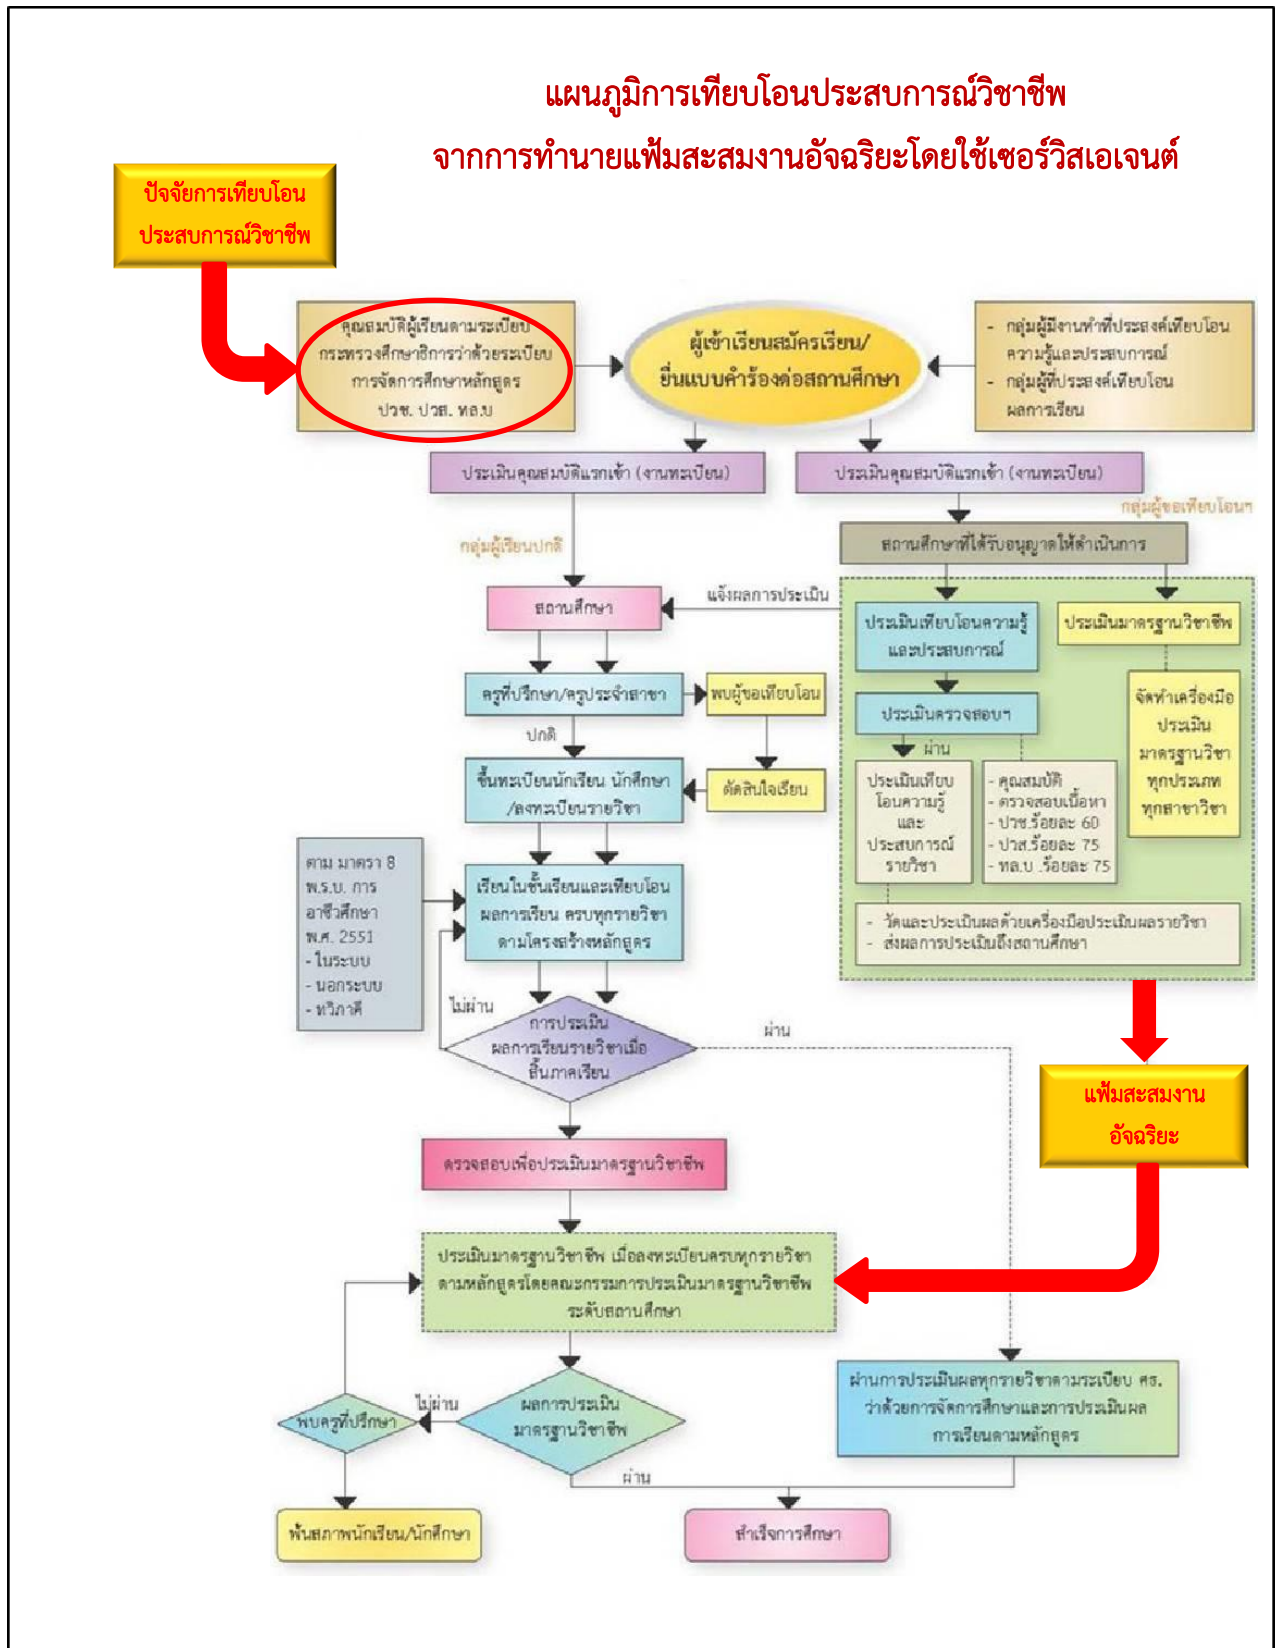 แผนภูมิการเทียบโอนประสบการณ์วิชาชีพ
จากการทำนายแฟ้มสะสมงานอัจฉริยะโดยใช้เซอร์วิสเอเจนต์
ปัจจัยการเทียบโอน
ประสบการณ์วิชาชีพ
คุณสมบัติผู้เรียนตามระเบียบ
กระทรวงศึกษาธิการว่าด้วยระเบียบ
การจัดการศึกษาหลักสูตร
ปวช. ปวส. ทล.บ
ผู้เข้าเรียนสมัครเรียน/
ยื่นแบบคำร้องต่อสถานศึกษา
- กลุ่มผู้มีงานทำที่ประสงค์เทียบโอน
ความรู้และประสบการณ์
- กลุ่มผู้ที่ประสงค์เทียบโอน
ผลการเรียน
ประเมินคุณสมบัติแรกเข้า (งานทะเบียน)
ประเมินคุณสมบัติแรกเข้า (งานทะเบียน)
กลุ่มผู้ขอเทียบโอนฯ
กลุ่มผู้เรียนปกติ
สถานศึกษาที่ได้รับอนุญาตให้ดำเนินการ
สถานศึกษา
แจ้งผลการประเมิน
ประเมินเทียบโอนความรู้
และประสบการณ์
ประเมินมาตรฐานวิชาชีพ
ครูที่ปรึกษา/ครูประจำสาขา
พบผู้ขอเทียบโอน
ประเมินตรวจสอบฯ
จัดทำเครื่องมือ
ประเมิน
มาตรฐานวิชา
ทุกประเภท
ทุกสาขาวิชา
ปกติ
ผ่าน
ขึ้นทะเบียนนักเรียน นักศึกษา
/ลงทะเบียนรายวิชา
ตัดสินใจเรียน
ประเมินเทียบ
โอนความรู้
และ
ประสบการณ์
รายวิชา
- คุณสมบัติ
- ตรวจสอบเนื้อหา
- ปวช.ร้อยละ 60
- ปวส.ร้อยละ 75
- ทล.บ .ร้อยละ 75
ตาม มาตรา 8
พ.ร.บ. การ
อาชีวศึกษา
พ.ศ. 2551
- ในระบบ
- นอกระบบ
- ทวิภาคี
เรียนในชั้นเรียนและเทียบโอน
ผลการเรียน ครบทุกรายวิชา
ตามโครงสร้างหลักสูตร
- วัดและประเมินผลด้วยเครื่องมือประเมินผลรายวิชา
- ส่งผลการประเมินถึงสถานศึกษา
ไม่ผ่าน
การประเมิน
ผลการเรียนรายวิชาเมื่อ
สิ้นภาคเรียน
ผ่าน
แฟ้มสะสมงาน
อัจฉริยะ
ตรวจสอบเพื่อประเมินมาตรฐานวิชาชีพ
ประเมินมาตรฐานวิชาชีพ เมื่อลงทะเบียนครบทุกรายวิชา
ตามหลักสูตรโดยคณะกรรมการประเมินมาตรฐานวิชาชีพ
ระดับสถานศึกษา
พบครูที่ปรึกษา
ไม่ผ่าน
ผลการประเมิน
มาตรฐานวิชาชีพ
ผ่านการประเมินผลทุกรายวิชาตามระเบียบ ศธ.
ว่าด้วยการจัดการศึกษาและการประเมินผล
การเรียนตามหลักสูตร
ผ่าน
พ้นสภาพนักเรียน/นักศึกษา
สำเร็จการศึกษา